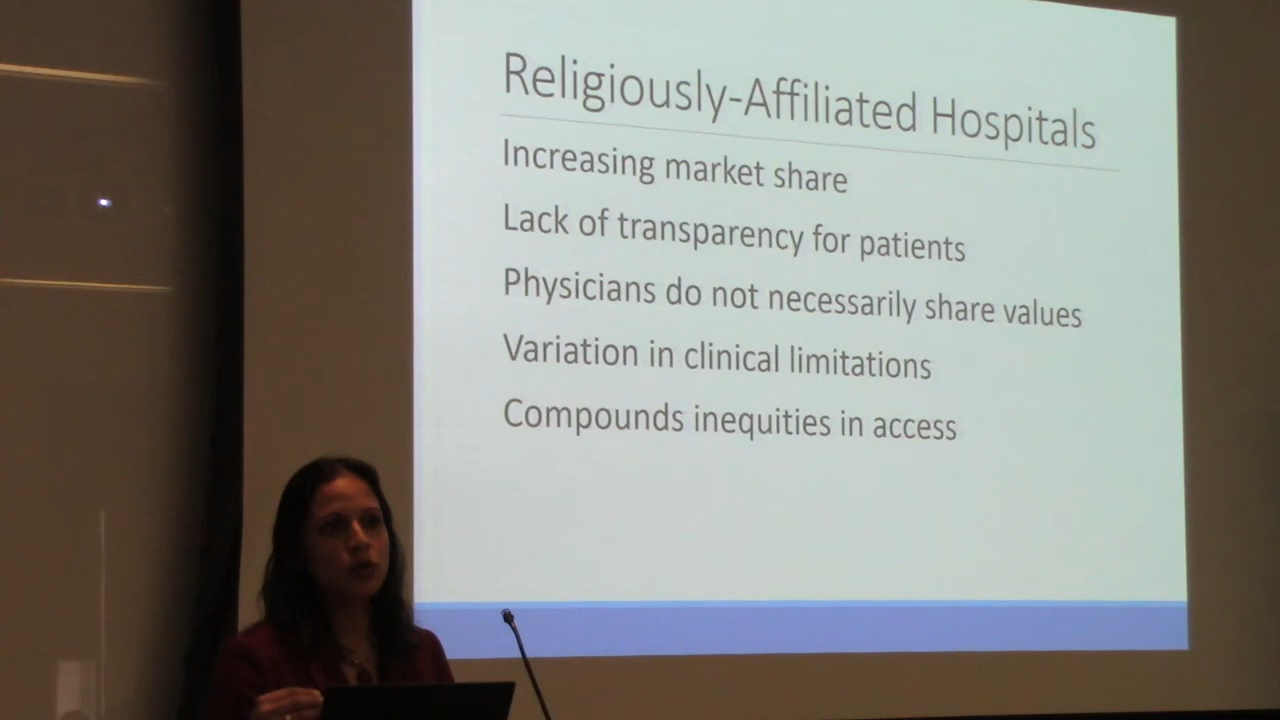 Religiously-Affiliated Hospitals
Increasing market share
Lack of transparency for patients
Physicians do not necessarily share values
Variation in clinical limitations
Compounds inequities in access